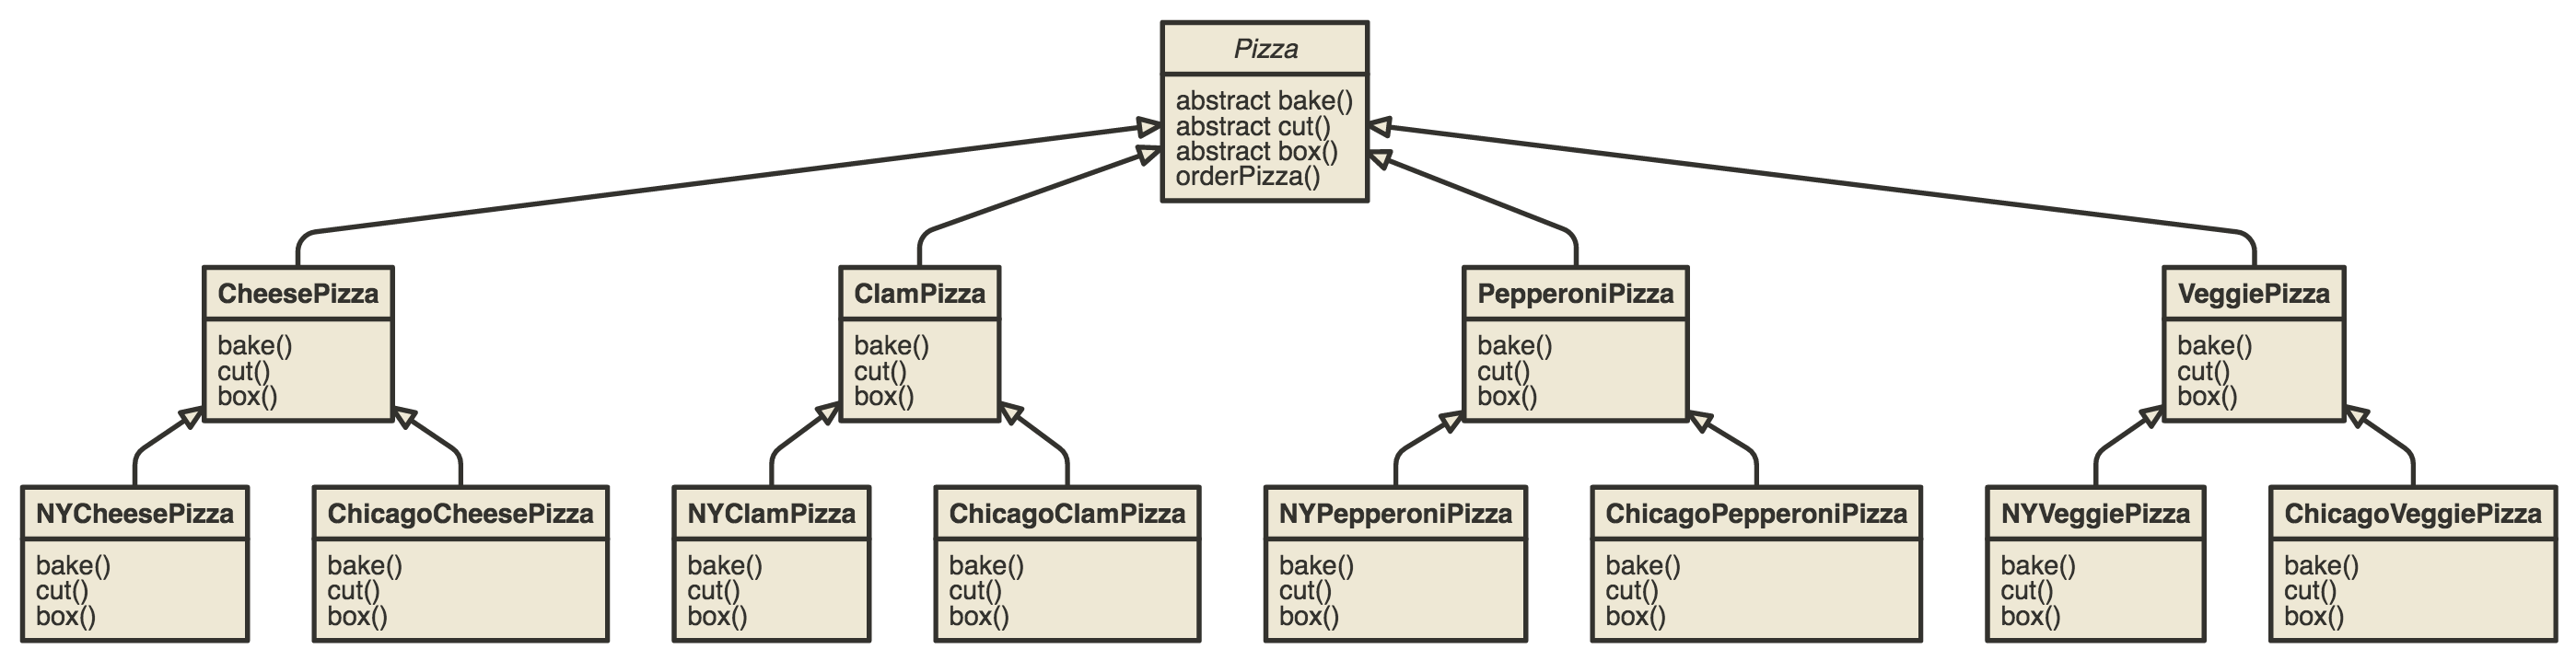 Pizza
abstract bake()
abstract cut()
abstract box()
orderPizza()
CheesePizza
bake()
cut()
box()
ClamPizza
bake()
cut()
box()
PepperoniPizza
bake()
cut()
box()
VeggiePizza
bake()
cut()
box()
NYCheesePizza
bake()
cut()
box()
ChicagoCheesePizza
bake()
cut()
box()
NYClamPizza
bake()
cut()
box()
ChicagoClamPizza
bake()
cut()
box()
NYPepperoniPizza
bake()
cut()
box()
ChicagoPepperoniPizza
bake()
cut()
box()
NYVeggiePizza
bake()
cut()
box()
ChicagoVeggiePizza
bake()
cut()
box()